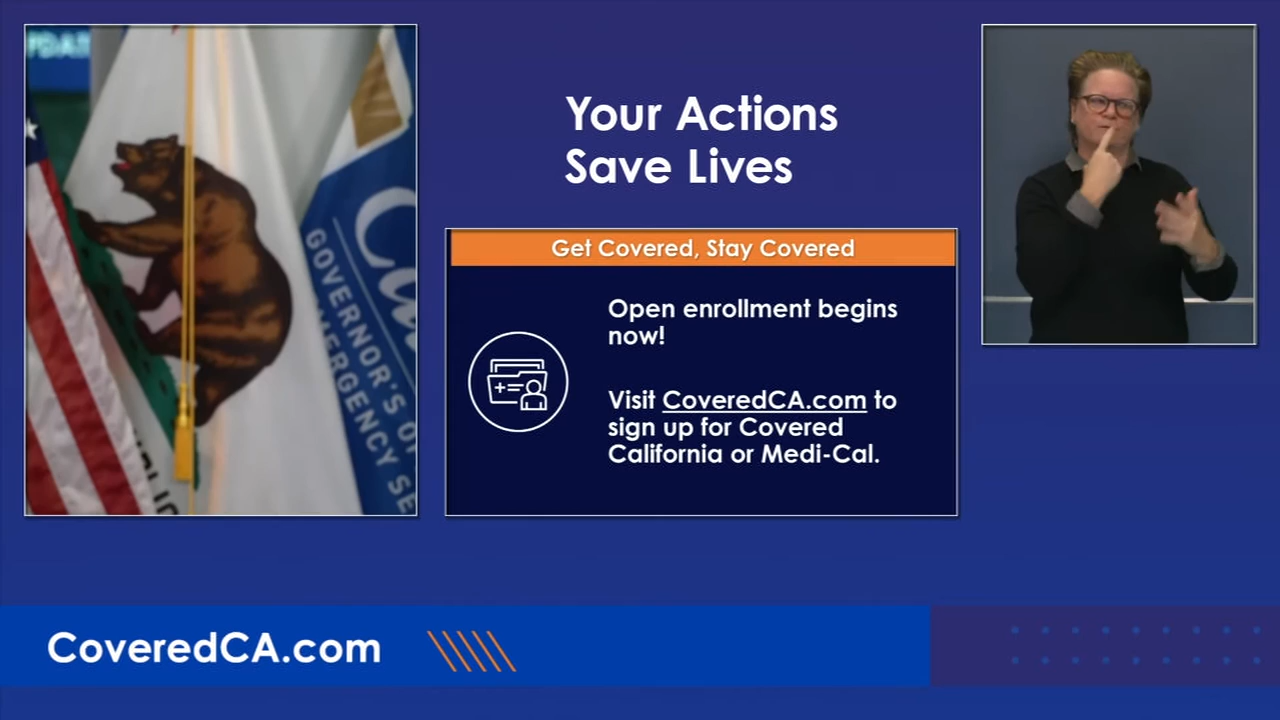 Your Actions
Save Lives
GOVERNOR'S OF
Get Covered, Stay Covered
Open enrollment begins
now!
Visit CoveredCA.com to
sign up for Covered
California or Medi-Cal.
CoveredCA.com